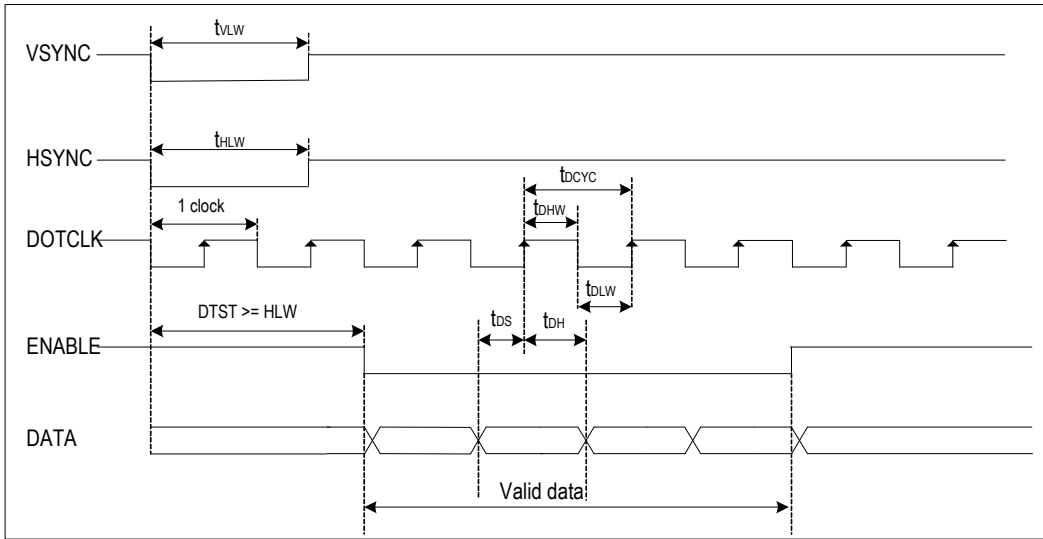 tVLW
VSYNC
tHLW
HSYNC
tDCYC
1 clock
tDHW
DOTCLK
tDLW
DTST >= HLW
tDS
tDH
ENABLE
DATA
Valid data